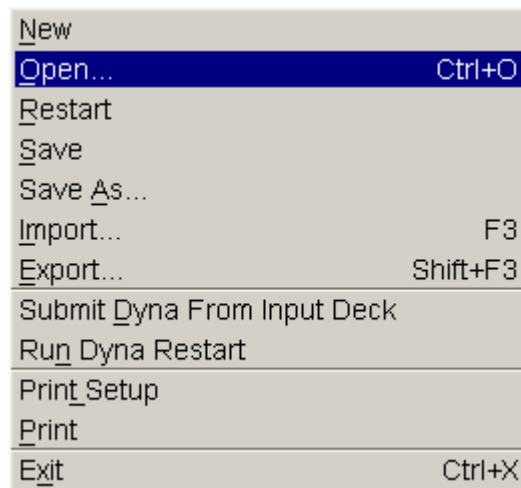 New
Open... Ctrl+O
Restart
Save
Save As...
Import... F3
Export... Shift+F3
Submit Dyna From Input Deck
Run Dyna Restart
Print Setup
Print
Exit Ctrl+X